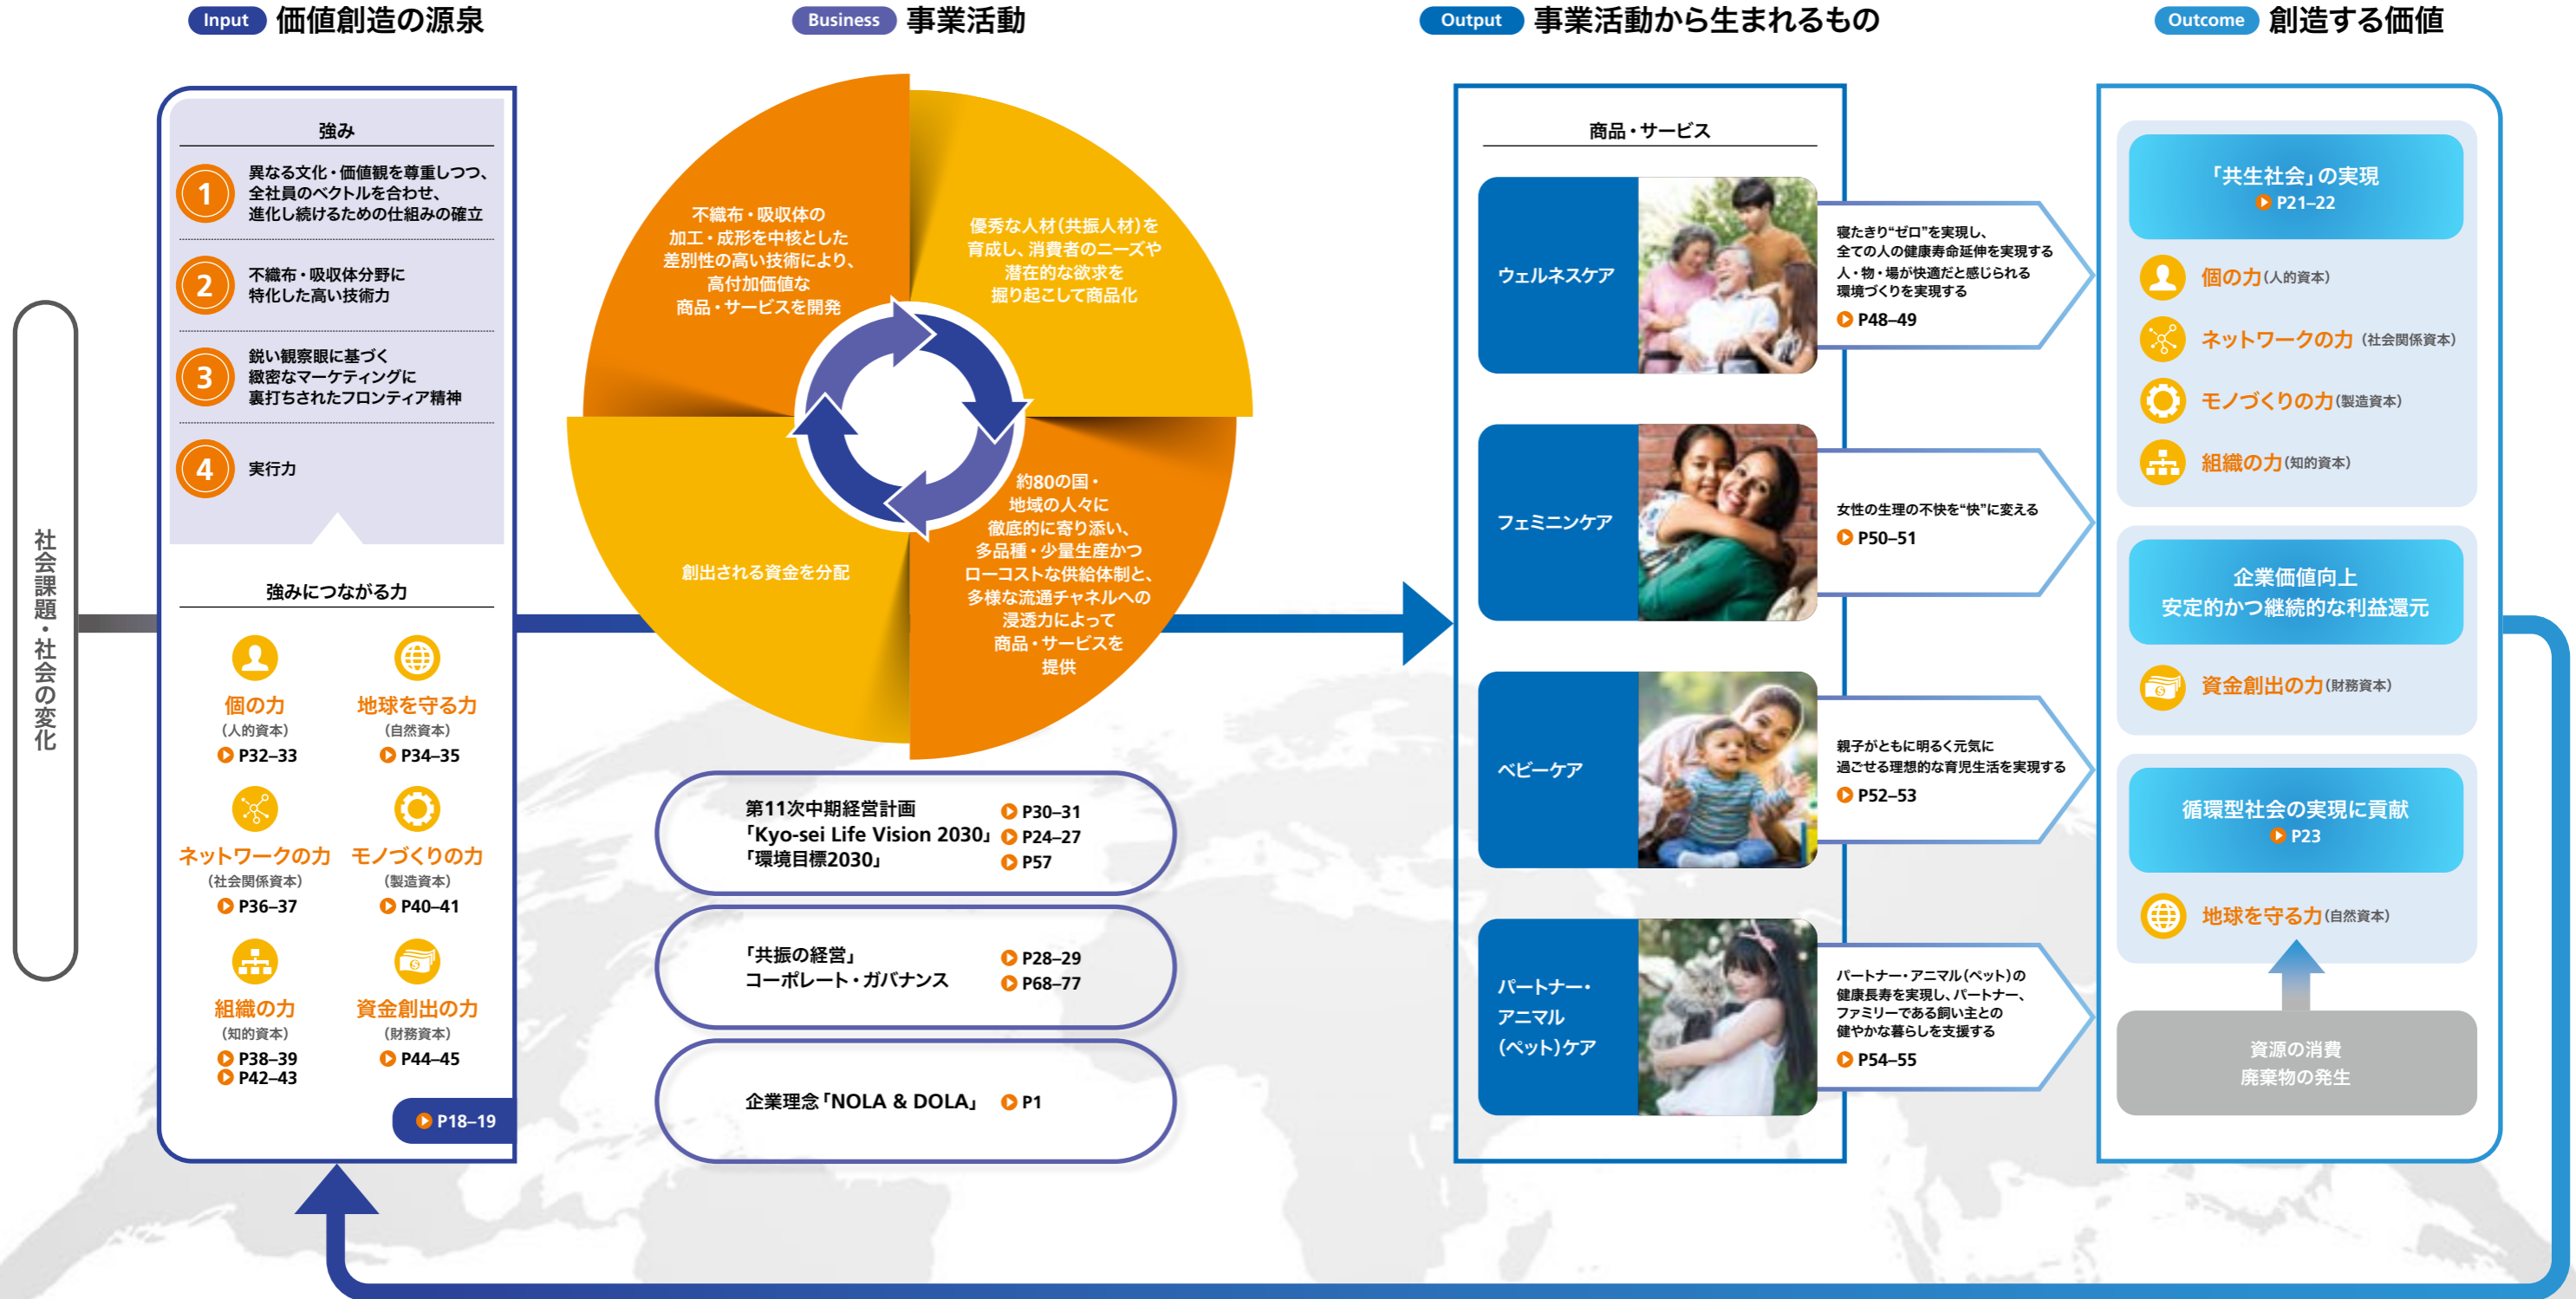 Input 価値創造の源泉
Business 事業活動
Output 事業活動から生まれるもの
Outcome 創造する価値
社会課題・社会の変化
強み
1
異なる文化・価値観を尊重しつつ、
全社員のベクトルを合わせ、
進化し続けるための仕組みの確立
2
不織布・吸収体分野に
特化した高い技術力
3
鋭い観察眼に基づく
緻密なマーケティングに
裏打ちされたフロンティア精神
4
実行力
強みにつながる力
個の力
(人的資本)
P32–33
地球を守る力
(自然資本)
P34–35
ネットワークの力
(社会関係資本)
P36–37
モノづくりの力
(製造資本)
P40–41
組織の力
(知的資本)
P38–39
P42–43
資金創出の力
(財務資本)
P44–45
P18–19
不織布・吸収体の
加工・成形を中核とした
差別性の高い技術により、
高付加価値な
商品・サービスを開発
優秀な人材(共振人材)を
育成し、消費者のニーズや
潜在的な欲求を
掘り起こして商品化
約80の国・
地域の人々に
徹底的に寄り添い、
多品種・少量生産かつ
ローコストな供給体制と、
多様な流通チャネルへの
浸透力によって
商品・サービスを
提供
創出される資金を分配
第11次中期経営計画 P30–31
「Kyo-sei Life Vision 2030」 P24–27
「環境目標2030」 P57
「共振の経営」 P28–29
コーポレート・ガバナンス P68–77
企業理念「NOLA & DOLA」 P1
商品・サービス
ウェルネスケア
寝たきり“ゼロ”を実現し、
全ての人の健康寿命延伸を実現する
人・物・場が快適だと感じられる
環境づくりを実現する
P48–49
フェミニンケア
女性の生理の不快を“快”に変える
P50–51
ベビーケア
親子がともに明るく元気に
過ごせる理想的な育児生活を実現する
P52–53
パートナー・
アニマル
(ペット)ケア
パートナー・アニマル(ペット)の
健康長寿を実現し、パートナー、
ファミリーである飼い主との
健やかな暮らしを支援する
P54–55
「共生社会」の実現
P21–22
個の力(人的資本)
ネットワークの力(社会関係資本)
モノづくりの力(製造資本)
組織の力(知的資本)
企業価値向上
安定的かつ継続的な利益還元
資金創出の力(財務資本)
循環型社会の実現に貢献
P23
地球を守る力(自然資本)
資源の消費
廃棄物の発生